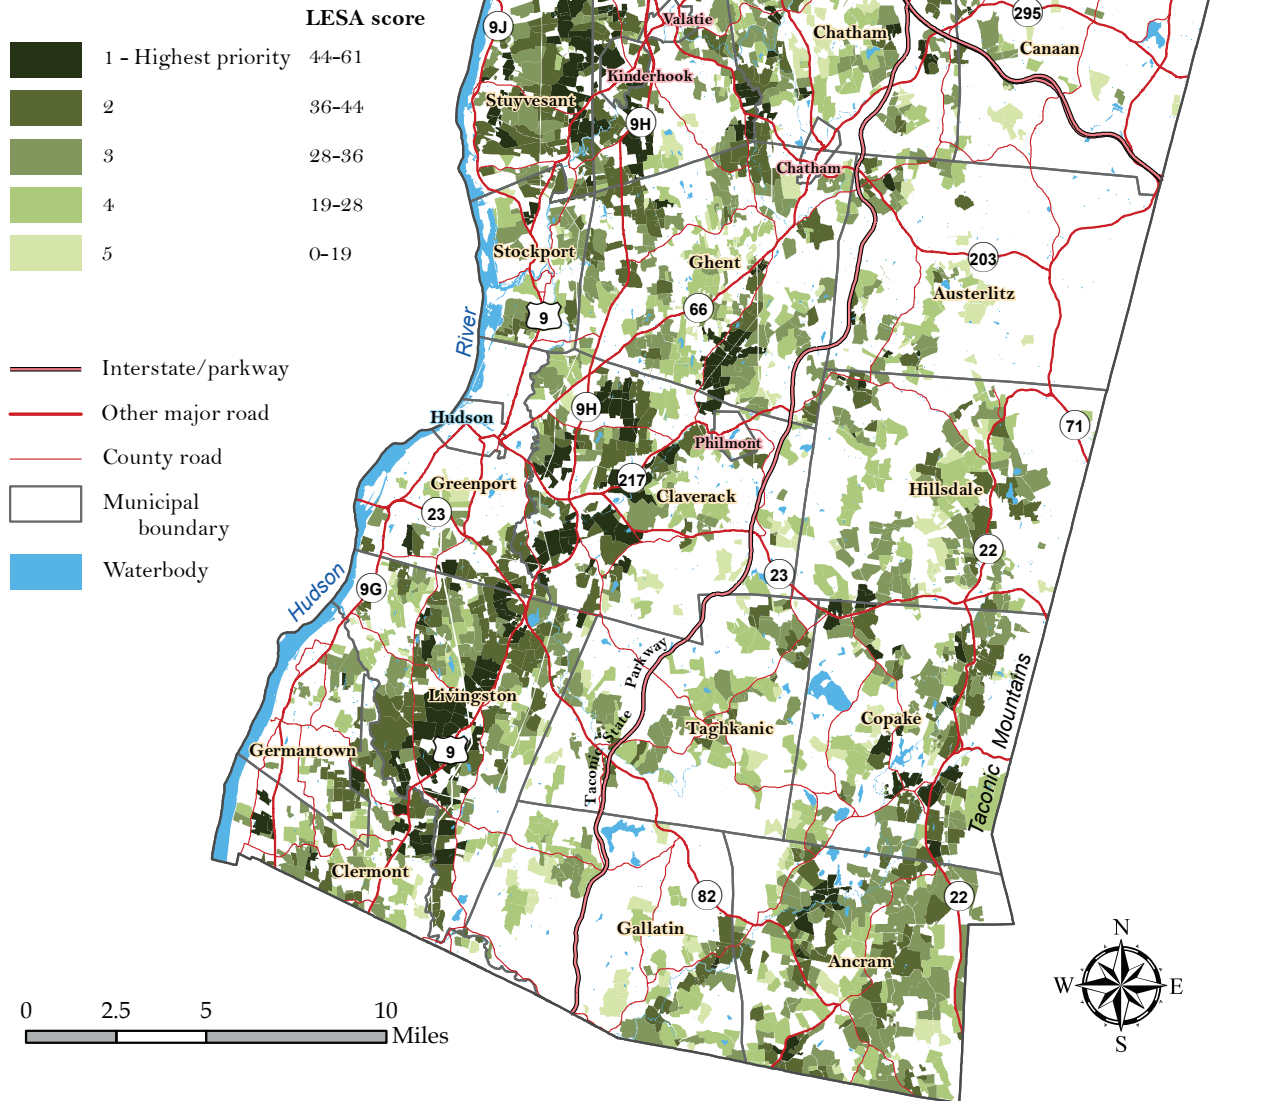 LESA score
1 - Highest priority 44-61
2 36-44
3 28-36
4 19-28
5 0-19
Interstate/parkway
Other major road
County road
Municipal
boundary
Waterbody
9J
Valatie
295
Chatham
Canaan
Kinderhook
Stuyvesant
9H
Chatham
Stockport
Ghent
203
Austerlitz
66
9
River
Hudson
9H
71
Philmont
217
Claverack
Hillsdale
Greenport
23
22
23
Hudson
9G
Taconic State Parkway
Livingston
Taghkanic
Copake
Taconic Mountains
Germantown
9
Clermont
82
22
Gallatin
Ancram
N
W E
S
0 2.5 5 10
Miles